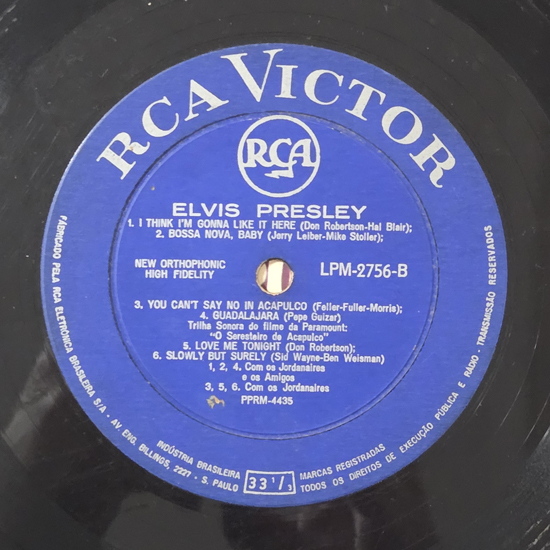 RCA VICTOR
RCA
ELVIS PRESLEY
1. I THINK I'M GONNA LIKE IT HERE (Don Robertson-Hal Blair);
2. BOSSA NOVA, BABY (Jerry Leiber-Mike Stoller);
NEW ORTHOPHONIC
HIGH FIDELITY
LPM-2756-B
3. YOU CAN'T SAY NO IN ACAPULCO (Feller-Fuller-Morris);
4. GUADALAJARA (Pepe Guizar)
Trilha Sonora do filme da Paramount:
"O Seresteiro de Acapulco"
5. LOVE ME TONIGHT (Don Robertson);
6. SLOWLY BUT SURELY (Sid Wayne-Ben Weisman)
1, 2, 4. Com os Jordanaires
e os Amigos
3, 5, 6. Com os Jordanaires
PPRM-4435
FABRICADO PELA RCA ELETRÔNICA BRASILEIRA S/A - AV. ENG. BILLINGS, 2227 - S. PAULO
INDÚSTRIA BRASILEIRA
33 1/3
MARCAS REGISTRADAS
TODOS OS DIREITOS DE EXECUÇÃO PÚBLICA E RÁDIO - TRANSMISSÃO RESERVADOS